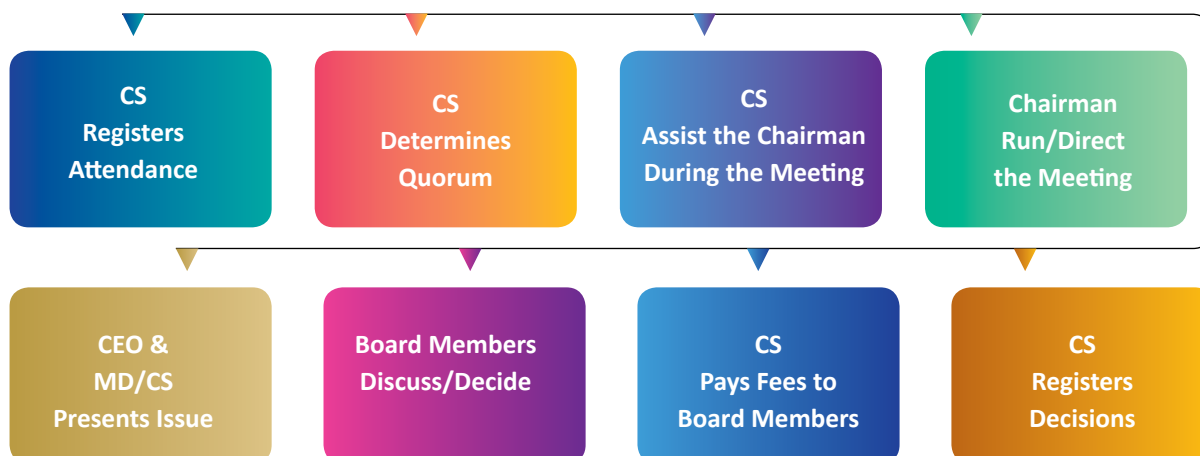 CS
Registers
Attendance
CS
Determines
Quorum
CS
Assist the Chairman
During the Meeting
Chairman
Run/Direct
the Meeting
CEO &
MD/CS
Presents Issue
Board Members
Discuss/Decide
CS
Pays Fees to
Board Members
CS
Registers
Decisions